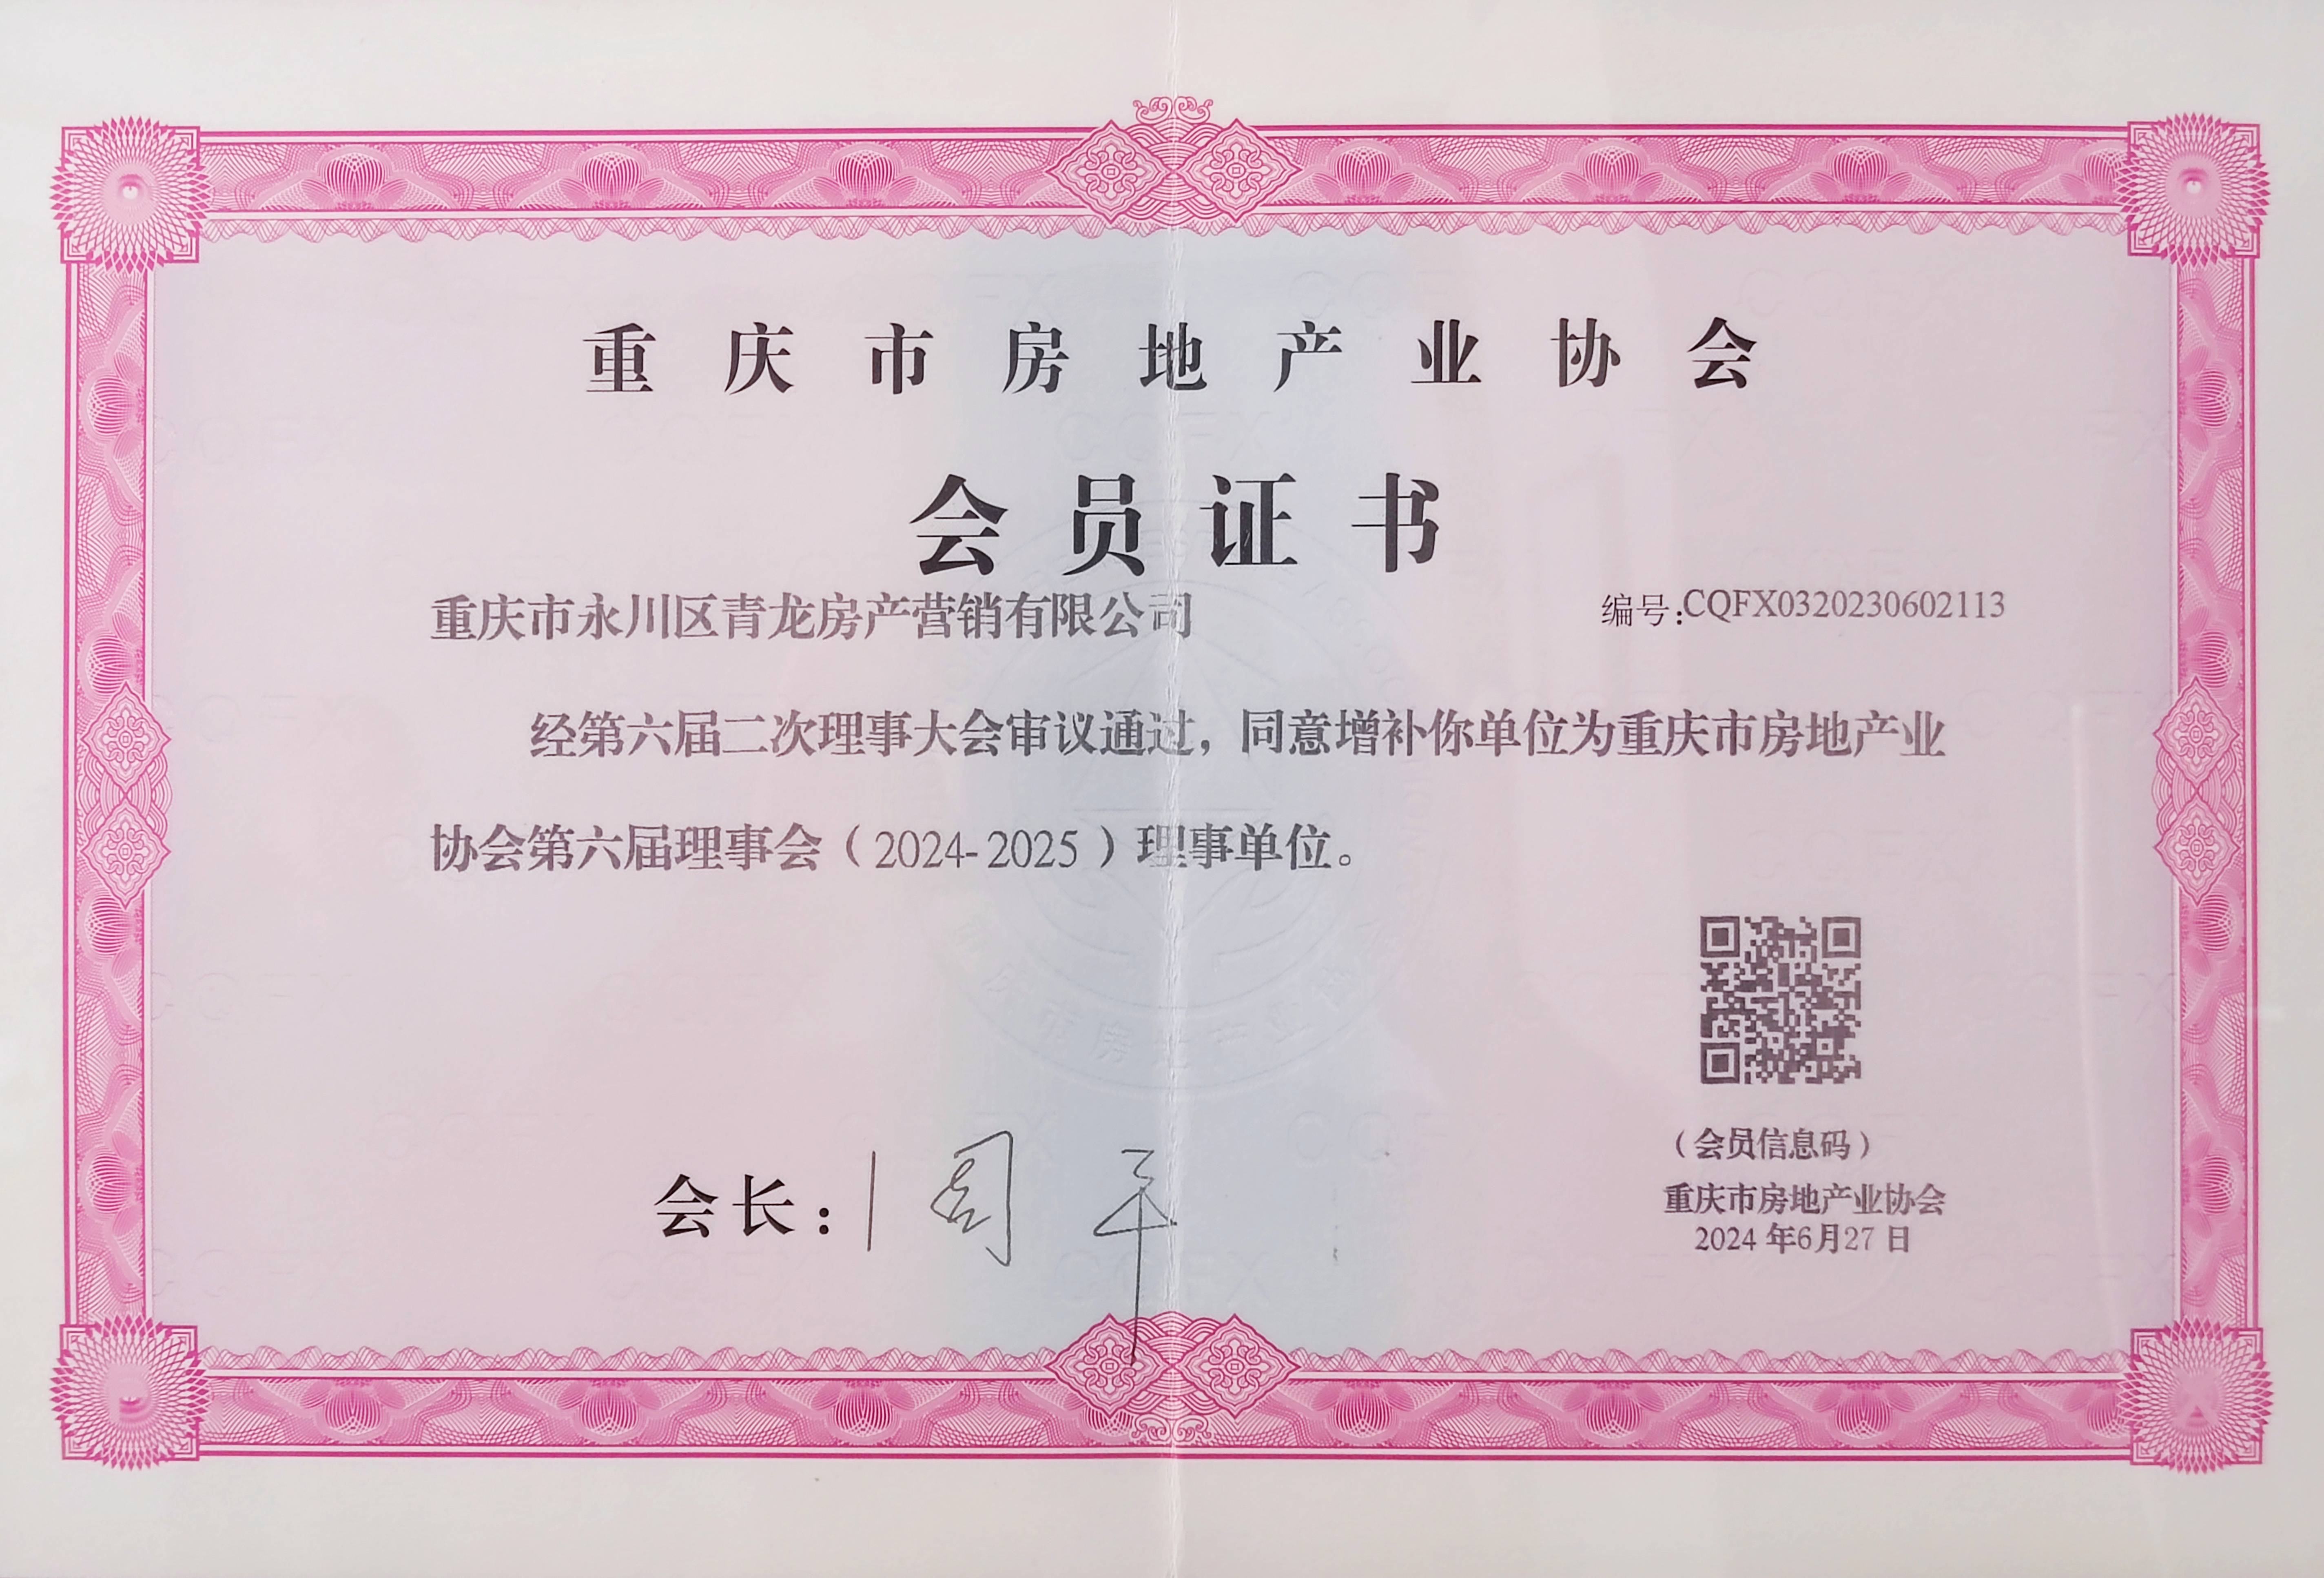 重庆市房地产业协会
会员证书
重庆市永川区青龙房产营销有限公司
编号:CQFX0320230602113
经第六届二次理事大会审议通过，同意增补你单位为重庆市房地产业
协会第六届理事会（2024-2025）理事单位。
（会员信息码）
会长：
重庆市房地产业协会
2024年6月27日